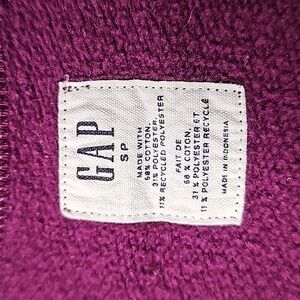 GAP
SP
MADE WITH
58% COTTON,
31% POLYESTER,
11% RECYCLED POLYESTER
FAIT DE
58 % COTON,
31 % POLYESTER ET
11 % POLYESTER RECYCLÉ
MADE IN INDONESIA